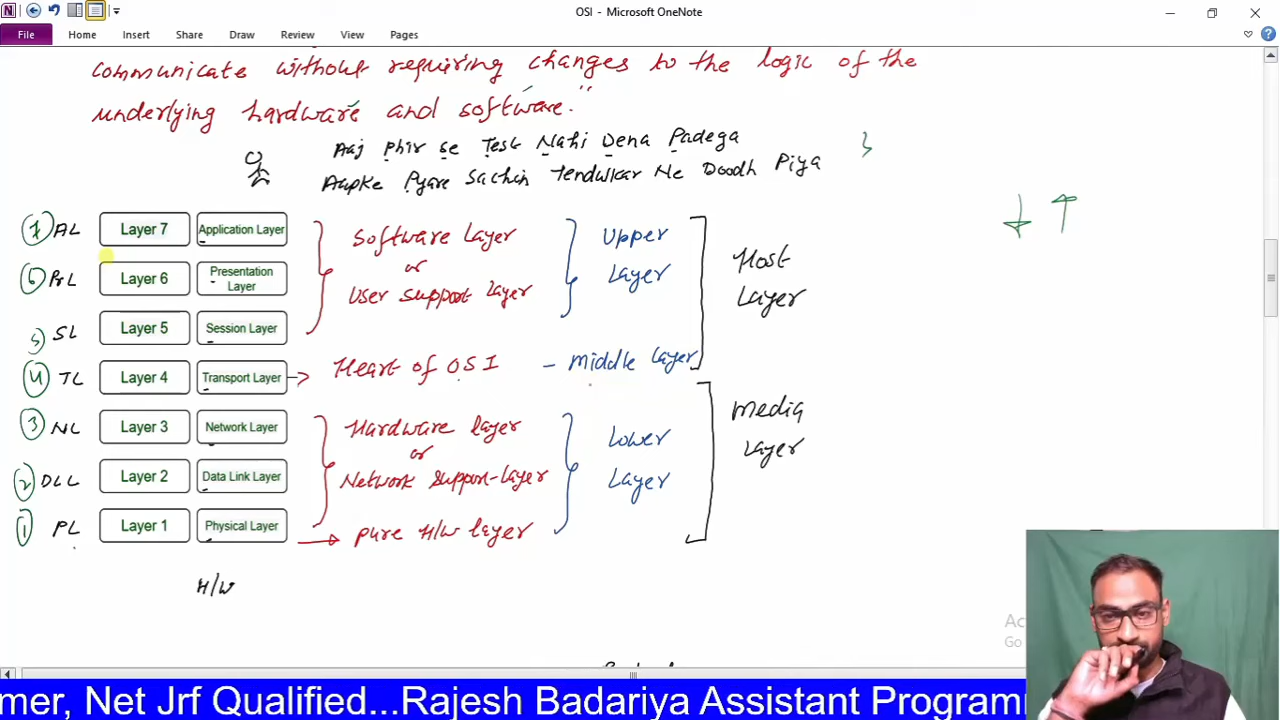 OSI - Microsoft OneNote
File Home Insert Share Draw Review View Pages
communicate without requiring changes to the logic of the
underlying hardware and software."
Aaj Phir se Test Nahi Dena Padega
Aapke Pyare Sachin Tendulkar Ne Doodh Piya
7 AL Layer 7 Application Layer
6 PrL Layer 6 Presentation Layer
5 SL Layer 5 Session Layer
4 TL Layer 4 Transport Layer
3 NL Layer 3 Network Layer
2 DLL Layer 2 Data Link Layer
1 PL Layer 1 Physical Layer
Software Layer
or
User support Layer
Heart of OSI - middle layer
Hardware layer
or
Network Support-Layer
pure H/W layer
Upper
Layer
Lower
Layer
Host
Layer
media
Layer
H/W
mer, Net Jrf Qualified...Rajesh Badariya Assistant Programm